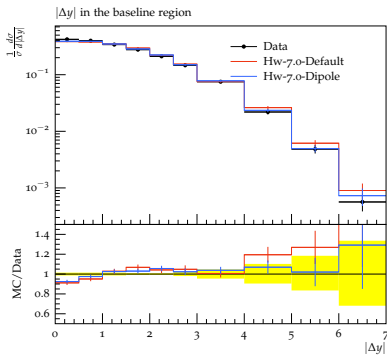 |Δy| in the baseline region
1/σ dσ/d|Δy|
Data
Hw-7.0-Default
Hw-7.0-Dipole
10⁻¹
10⁻²
10⁻³
MC/Data
1.4
1.2
1
0.8
0.6
0 1 2 3 4 5 6 7
|Δy|